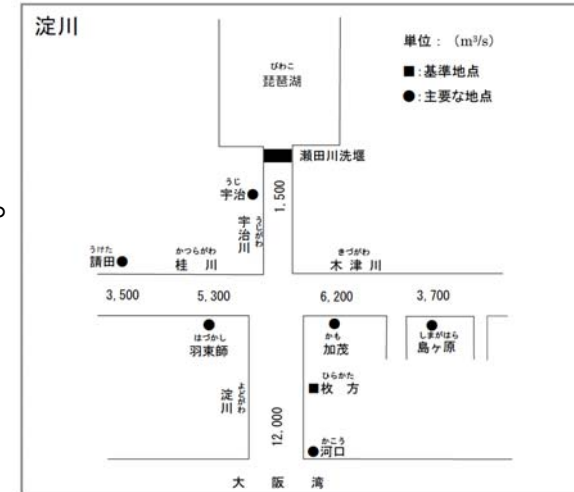 淀川
単位：（m³/s）
■：基準地点
●：主要な地点
びわこ
琵琶湖
瀬田川洗堰
うじ
宇治●
1,500
うじがわ
宇治川
うけた
請田●
かつらがわ
桂　川
きづがわ
木　津　川
3,500
5,300
6,200
3,700
はづかし
羽束師
かも
加茂
しまがはら
島ヶ原
ひらかた
■枚　方
よどがわ
淀川
12,000
かこう
●河口
大　阪　湾
。